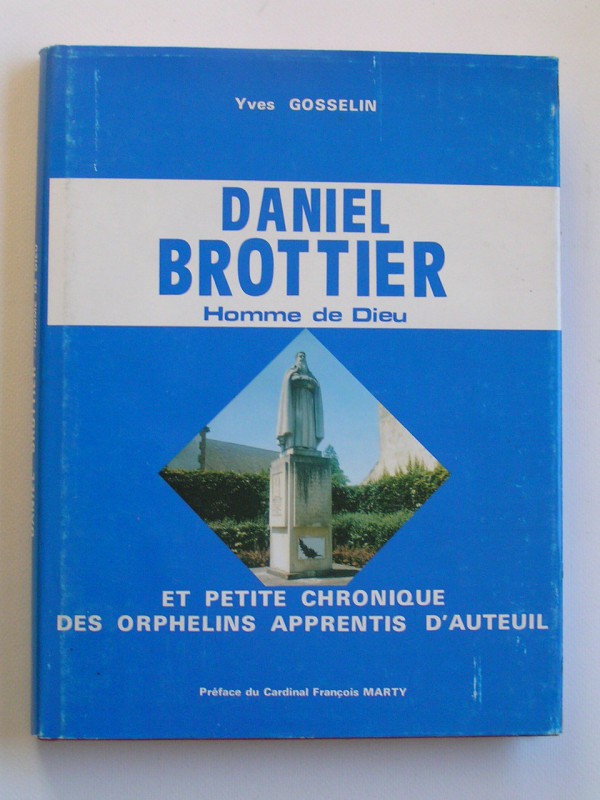 Yves GOSSELIN
DANIEL
BROTTIER
Homme de Dieu
ET PETITE CHRONIQUE
DES ORPHELINS APPRENTIS D'AUTEUIL
Préface du Cardinal François MARTY